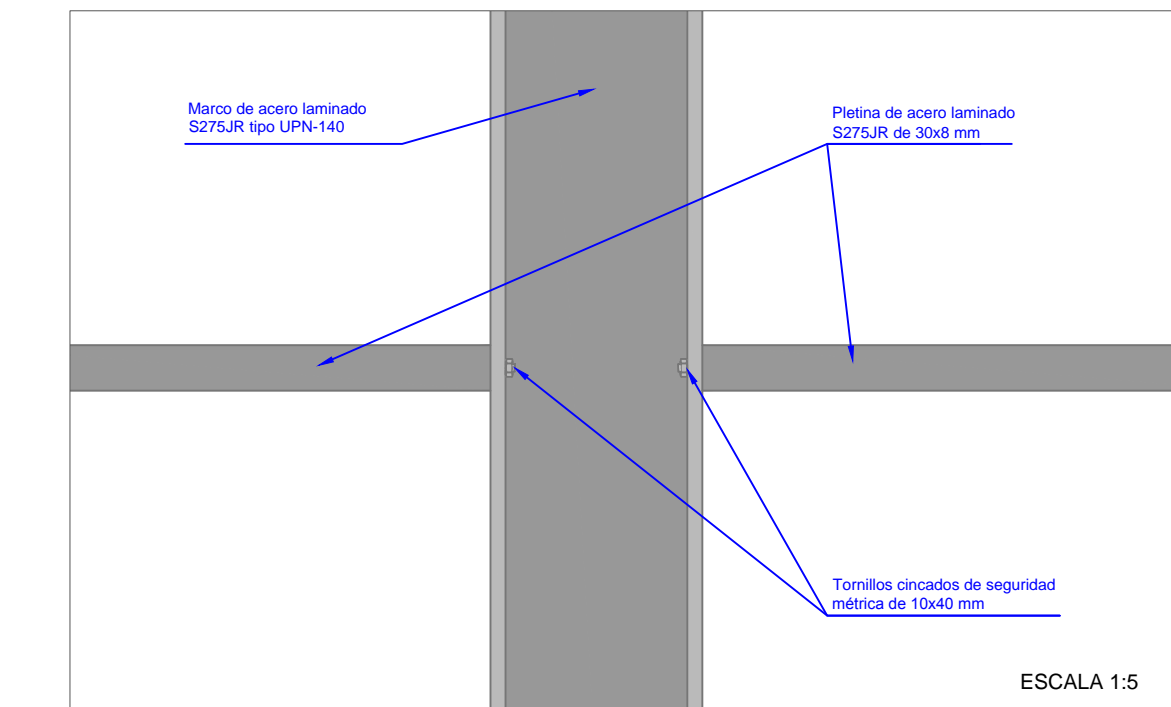 Marco de acero laminado
S275JR tipo UPN-140
Pletina de acero laminado
S275JR de 30x8 mm
Tornillos cincados de seguridad
métrica de 10x40 mm
ESCALA 1:5